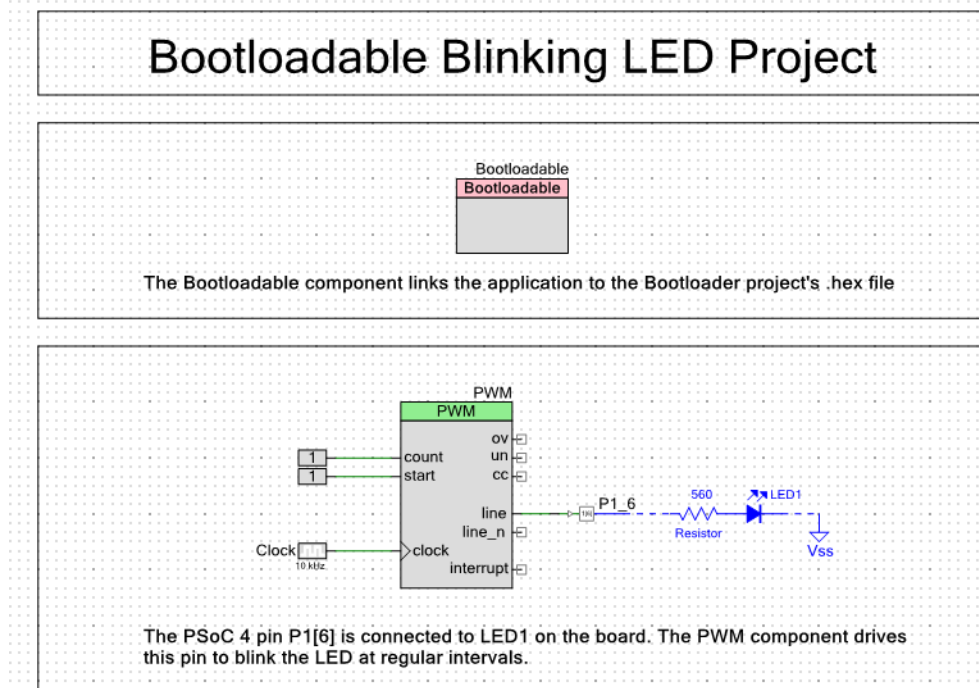 Bootloadable Blinking LED Project
Bootloadable
Bootloadable
The Bootloadable component links the application to the Bootloader project's .hex file
PWM
PWM
ov
un
cc
1
count
1
start
line
P1_6
560
LED1
Resistor
Vss
line_n
Clock
10 kHz
clock
interrupt
The PSoC 4 pin P1[6] is connected to LED1 on the board. The PWM component drives
this pin to blink the LED at regular intervals.